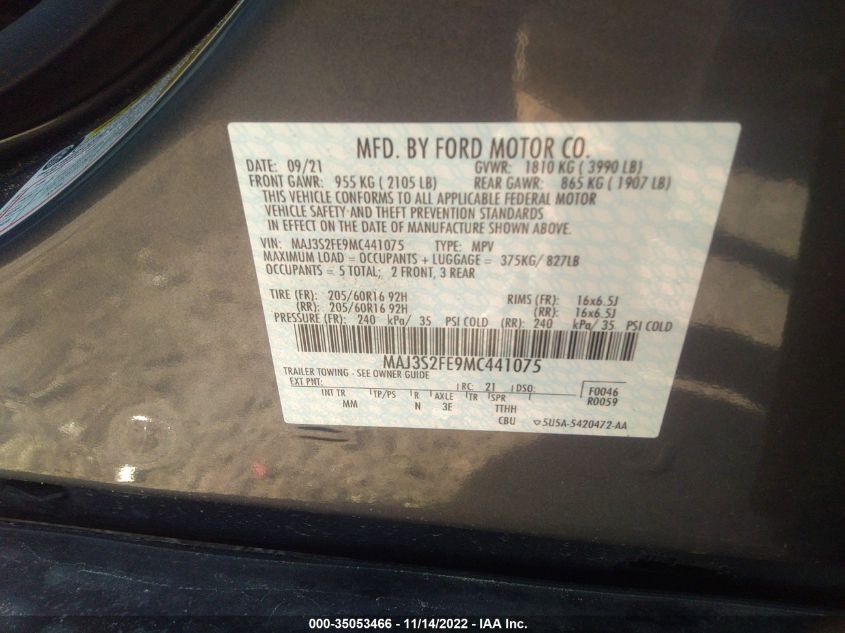 MFD. BY FORD MOTOR CO.
DATE: 09/21 GVWR: 1810 KG ( 3990 LB)
FRONT GAWR: 955 KG ( 2105 LB) REAR GAWR: 865 KG ( 1907 LB)
THIS VEHICLE CONFORMS TO ALL APPLICABLE FEDERAL MOTOR
VEHICLE SAFETY AND THEFT PREVENTION STANDARDS
IN EFFECT ON THE DATE OF MANUFACTURE SHOWN ABOVE.
VIN: MAJ3S2FE9MC441075 TYPE: MPV
MAXIMUM LOAD = OCCUPANTS + LUGGAGE = 375KG/ 827LB
OCCUPANTS = 5 TOTAL; 2 FRONT, 3 REAR
TIRE (FR): 205/60R16 92H RIMS (FR): 16x6.5J
(RR): 205/60R16 92H (RR): 16x6.5J
PRESSURE (FR): 240 kPa/ 35 PSI COLD (RR): 240 kPa/ 35 PSI COLD
MAJ3S2FE9MC441075
TRAILER TOWING - SEE OWNER GUIDE
EXT PNT: RC: 21 DSO: F0046
INT TR TP/PS R AXLE TR SPR R0059
MM N 3E TTHH
CBU 5U5A-5420472-AA
000-35053466 - 11/14/2022 - IAA Inc.